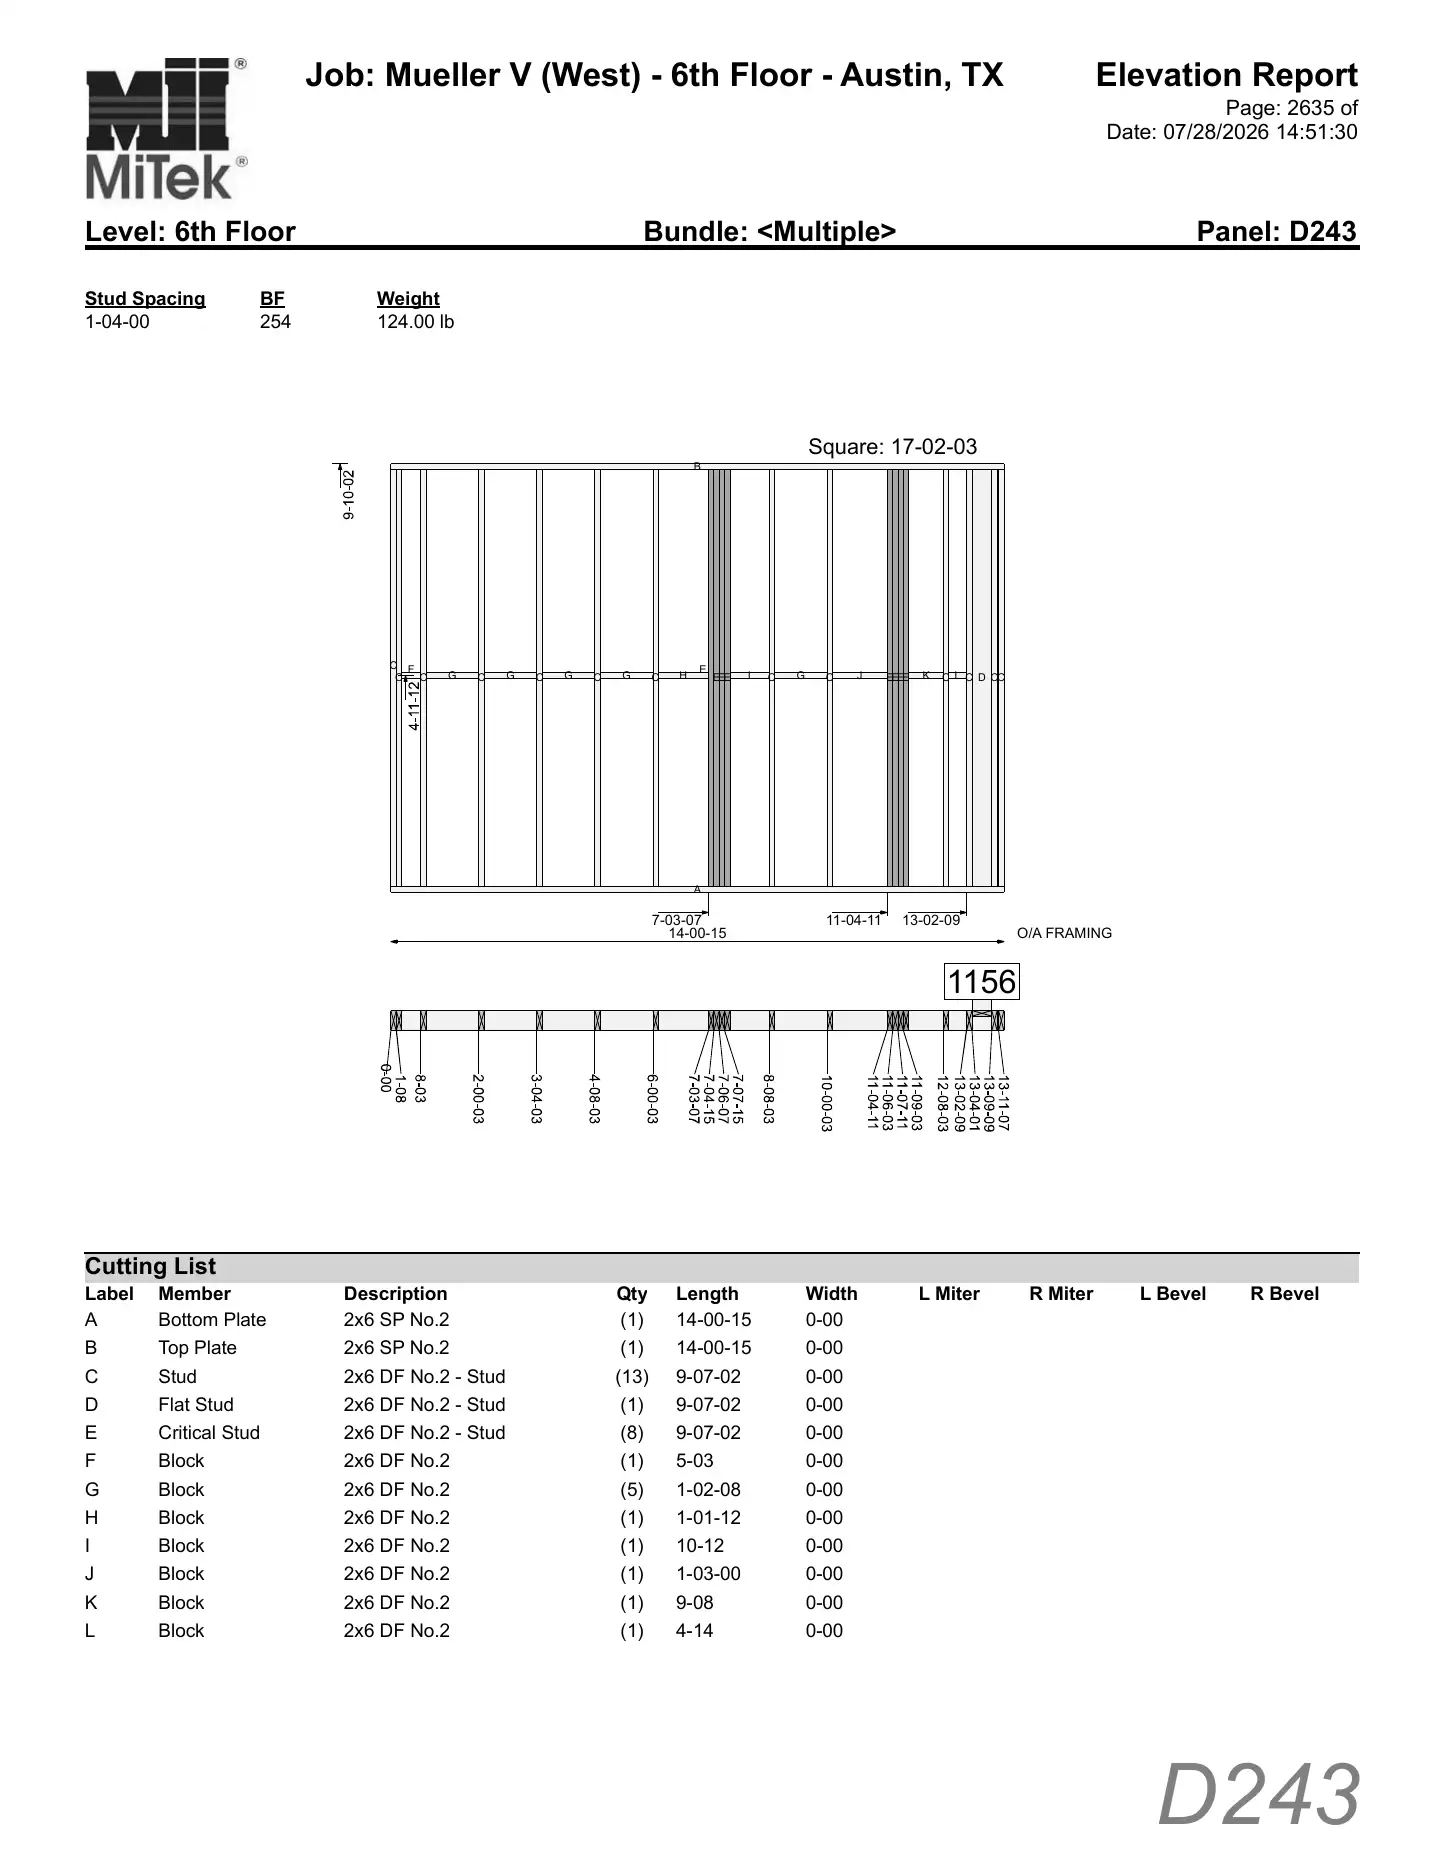 Job: Mueller V (West) - 6th Floor - Austin, TX
Elevation Report
Page: 2635 of
Date: 07/28/2026 14:51:30
MiTek®
Level: 6th Floor Bundle: <Multiple> Panel: D243
Stud Spacing BF Weight
1-04-00 254 124.00 lb
Square: 17-02-03
B
9-10-02
C F G G G G H E I G J K L D
4-11-12
A
7-03-07 11-04-11 13-02-09
14-00-15 O/A FRAMING
1156
0-00 1-08 8-03 2-00-03 3-04-03 4-08-03 6-00-03 7-03-07 7-04-15 7-06-07 7-07-15 8-08-03 10-00-03 11-04-11 11-06-03 11-07-11 11-09-03 12-08-03 13-02-09 13-04-01 13-09-09 13-11-07
Cutting List
Label Member Description Qty Length Width L Miter R Miter L Bevel R Bevel
A Bottom Plate 2x6 SP No.2 (1) 14-00-15 0-00
B Top Plate 2x6 SP No.2 (1) 14-00-15 0-00
C Stud 2x6 DF No.2 - Stud (13) 9-07-02 0-00
D Flat Stud 2x6 DF No.2 - Stud (1) 9-07-02 0-00
E Critical Stud 2x6 DF No.2 - Stud (8) 9-07-02 0-00
F Block 2x6 DF No.2 (1) 5-03 0-00
G Block 2x6 DF No.2 (5) 1-02-08 0-00
H Block 2x6 DF No.2 (1) 1-01-12 0-00
I Block 2x6 DF No.2 (1) 10-12 0-00
J Block 2x6 DF No.2 (1) 1-03-00 0-00
K Block 2x6 DF No.2 (1) 9-08 0-00
L Block 2x6 DF No.2 (1) 4-14 0-00
D243